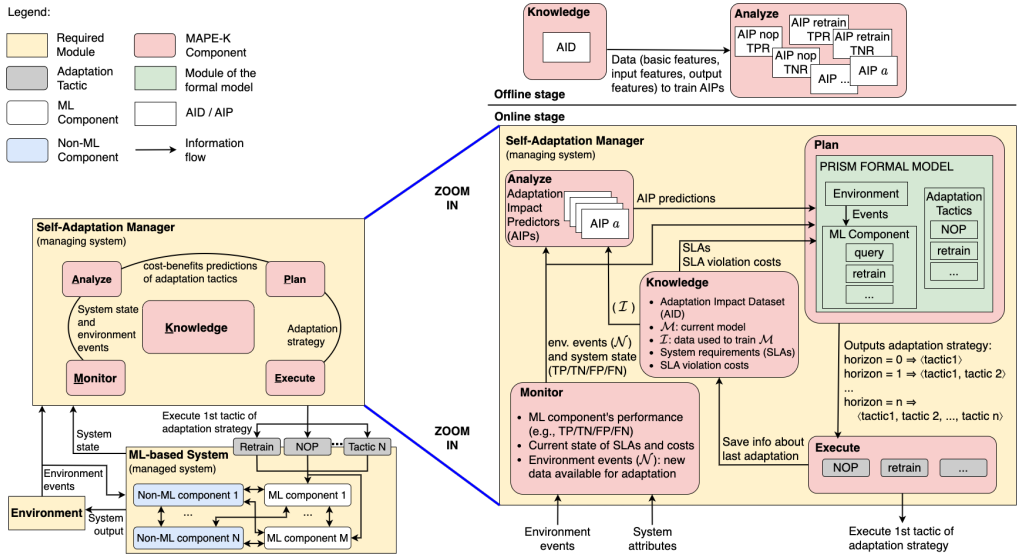 Legend:
Required
Module
MAPE-K
Component
Adaptation
Tactic
Module of the
formal model
ML
Component
AID / AIP
Non-ML
Component
Information
flow
Knowledge
AID
Data (basic features,
input features, output
features) to train AIPs
Analyze
AIP nop
TPR
AIP retrain
TPR
AIP retrain
TNR
AIP nop
TNR
AIP ...
AIP a
Offline stage
Online stage
ZOOM
IN
ZOOM
IN
Self-Adaptation Manager
(managing system)
Analyze
cost-benefits predictions
of adaptation tactics
Plan
System state
and
environment
events
Knowledge
Adaptation
strategy
Monitor
Execute
Execute 1st tactic of
adaptation strategy
System
state
Retrain
NOP
Tactic N
ML-based System
(managed system)
Environment
events
Non-ML component 1
ML component 1
...
...
Non-ML component N
ML component M
Environment
System
output
Self-Adaptation Manager
(managing system)
Analyze
Adaptation
Impact
Predictors
(AIPs)
AIP a
AIP predictions
Plan
PRISM FORMAL MODEL
Environment
Events
ML Component
query
retrain
...
Adaptation
Tactics
NOP
retrain
...
SLAs
SLA violation costs
Knowledge
• Adaptation Impact Dataset
(AID)
• ℳ: current model
• ℐ: data used to train ℳ
• System requirements (SLAs)
• SLA violation costs
(ℐ)
env. events (𝒩)
and system state
(TP/TN/FP/FN)
Monitor
• ML component's performance
(e.g., TP/TN/FP/FN)
• Current state of SLAs and costs
• Environment events (𝒩): new
data available for adaptation
Outputs adaptation strategy:
horizon = 0 ⇒ ⟨tactic1⟩
horizon = 1 ⇒ ⟨tactic1, tactic 2⟩
...
horizon = n ⇒
⟨tactic1, tactic 2, ..., tactic n⟩
Save info about
last adaptation
Execute
NOP
retrain
...
Environment
events
System
attributes
Execute 1st tactic of
adaptation strategy